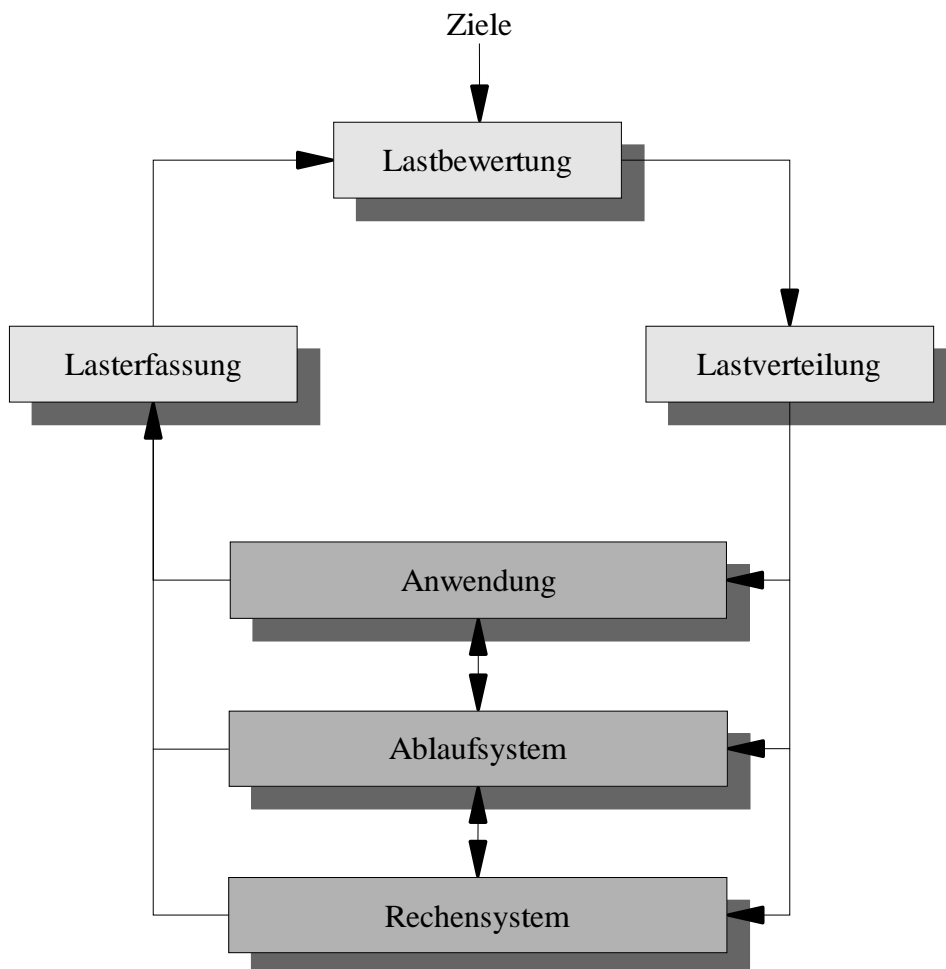 Ziele
Lastbewertung
Lasterfassung
Lastverteilung
Anwendung
Ablaufsystem
Rechensystem